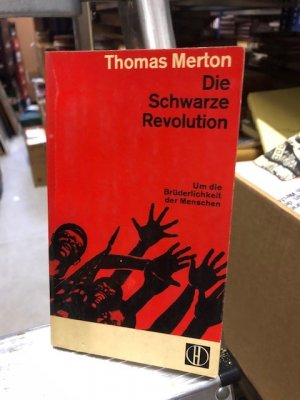 Thomas Merton
Die
Schwarze
Revolution
Um die
Brüderlichkeit
der Menschen
H